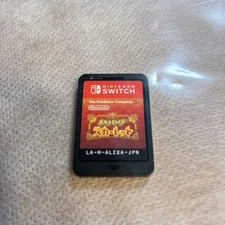 NINTENDO
SWITCH
The Pokémon Company
Nintendo
ポケットモンスター
スカーレット
LA-H-ALZXA-JPN